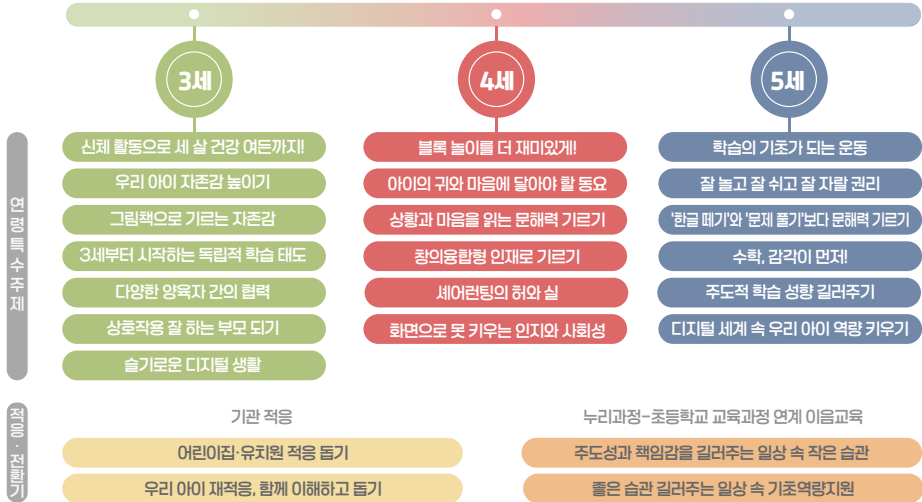 3세
4세
5세
연령특수주제
신체 활동으로 세 살 건강 여든까지!
우리 아이 자존감 높이기
그림책으로 기르는 자존감
3세부터 시작하는 독립적 학습 태도
다양한 양육자 간의 협력
상호작용 잘 하는 부모 되기
슬기로운 디지털 생활
블록 놀이를 더 재미있게!
아이의 귀와 마음에 닿아야 할 동요
상황과 마음을 읽는 문해력 기르기
창의융합형 인재로 기르기
셰어런팅의 허와 실
화면으로 못 키우는 인지와 사회성
학습의 기초가 되는 운동
잘 놀고 잘 쉬고 잘 자랄 권리
'한글 떼기'와 '문제 풀기'보다 문해력 기르기
수학, 감각이 먼저!
주도적 학습 성향 길러주기
디지털 세계 속 우리 아이 역량 키우기
적응·전환기
기관 적응
어린이집·유치원 적응 돕기
우리 아이 재적응, 함께 이해하고 돕기
누리과정-초등학교 교육과정 연계 이음교육
주도성과 책임감을 길러주는 일상 속 작은 습관
좋은 습관 길러주는 일상 속 기초역량지원